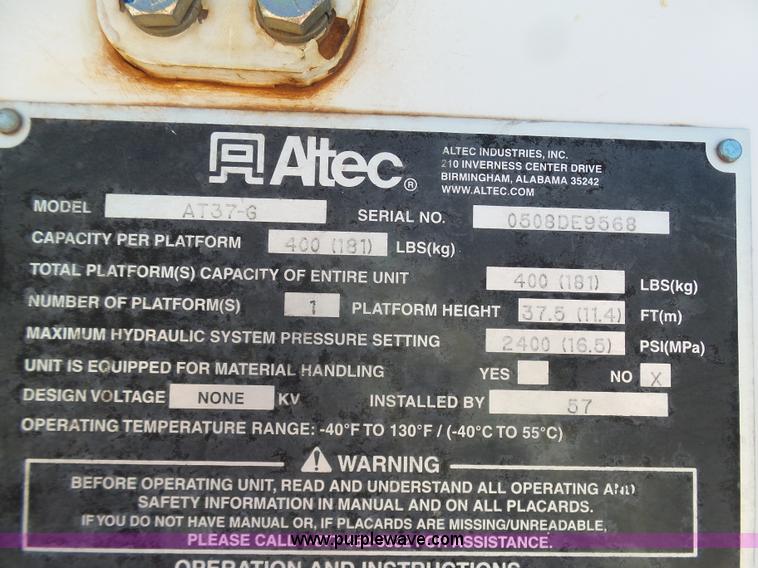 Altec®
ALTEC INDUSTRIES, INC.
210 INVERNESS CENTER DRIVE
BIRMINGHAM, ALABAMA 35242
WWW.ALTEC.COM
MODEL AT37-G SERIAL NO. 0508DE9568
CAPACITY PER PLATFORM 400 (181) LBS(kg)
TOTAL PLATFORM(S) CAPACITY OF ENTIRE UNIT 400 (181) LBS(kg)
NUMBER OF PLATFORM(S) 1 PLATFORM HEIGHT 37.5 (11.4) FT(m)
MAXIMUM HYDRAULIC SYSTEM PRESSURE SETTING 2400 (16.5) PSI(MPa)
UNIT IS EQUIPPED FOR MATERIAL HANDLING YES NO X
DESIGN VOLTAGE NONE KV INSTALLED BY 57
OPERATING TEMPERATURE RANGE: -40°F TO 130°F / (-40°C TO 55°C)
WARNING
BEFORE OPERATING UNIT, READ AND UNDERSTAND ALL OPERATING AND
SAFETY INFORMATION IN MANUAL AND ON ALL PLACARDS.
IF YOU DO NOT HAVE MANUAL OR, IF PLACARDS ARE MISSING/UNREADABLE,
PLEASE CALL ASSISTANCE.
www.purplewave.com
OPERATION AND INSTRUCTIONS